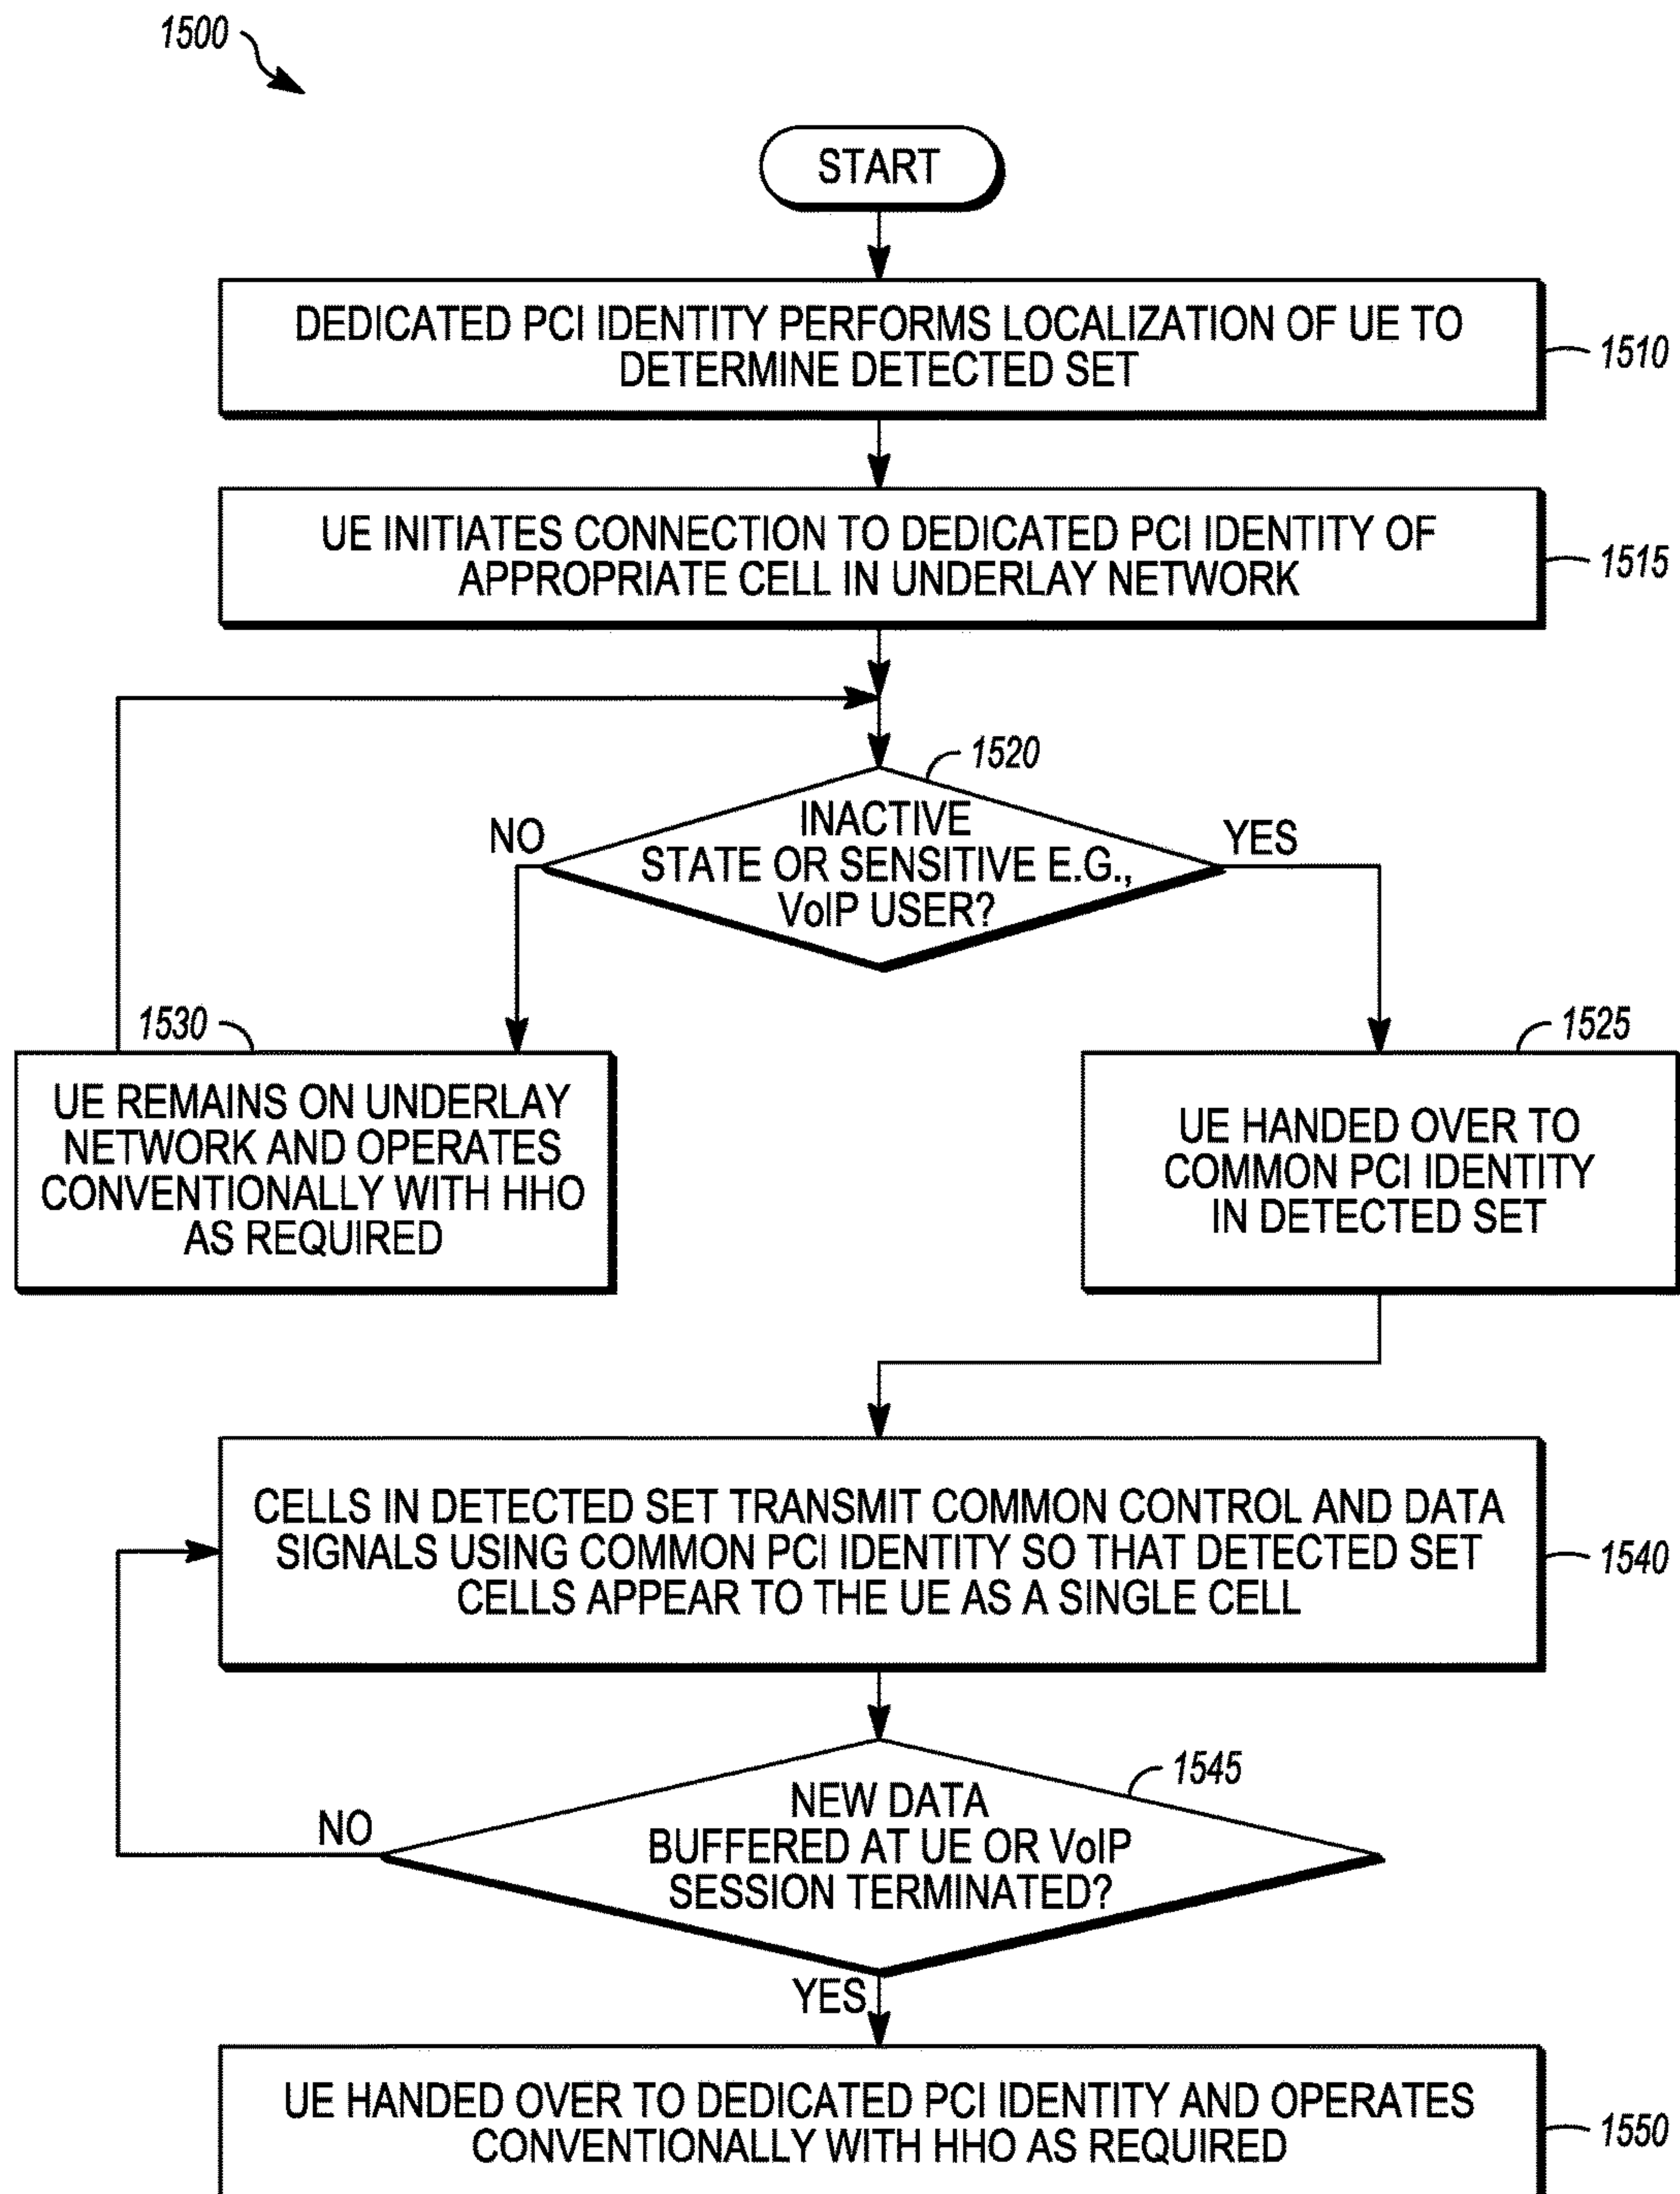 1500
START
DEDICATED PCI IDENTITY PERFORMS LOCALIZATION OF UE TO
DETERMINE DETECTED SET
1510
UE INITIATES CONNECTION TO DEDICATED PCI IDENTITY OF
APPROPRIATE CELL IN UNDERLAY NETWORK
1515
1520
INACTIVE
STATE OR SENSITIVE E.G.,
VoIP USER?
NO
YES
1530
UE REMAINS ON UNDERLAY
NETWORK AND OPERATES
CONVENTIONALLY WITH HHO
AS REQUIRED
1525
UE HANDED OVER TO
COMMON PCI IDENTITY
IN DETECTED SET
CELLS IN DETECTED SET TRANSMIT COMMON CONTROL AND DATA
SIGNALS USING COMMON PCI IDENTITY SO THAT DETECTED SET
CELLS APPEAR TO THE UE AS A SINGLE CELL
1540
1545
NEW DATA
BUFFERED AT UE OR VoIP
SESSION TERMINATED?
NO
YES
UE HANDED OVER TO DEDICATED PCI IDENTITY AND OPERATES
CONVENTIONALLY WITH HHO AS REQUIRED
1550